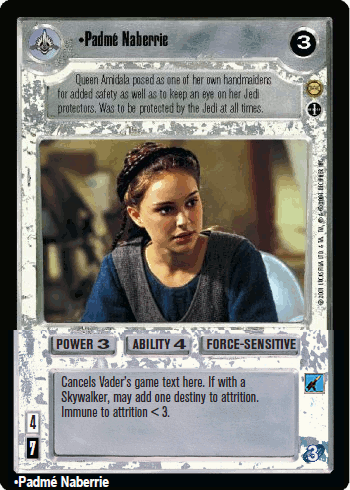 •Padmé Naberrie
3
Queen Amidala posed as one of her own handmaidens
for added safety as well as to keep an eye on her Jedi
protectors. Was to be protected by the Jedi at all times.
POWER 3
ABILITY 4
FORCE-SENSITIVE
Cancels Vader's game text here. If with a
Skywalker, may add one destiny to attrition.
Immune to attrition < 3.
4
7
3
•Padmé Naberrie